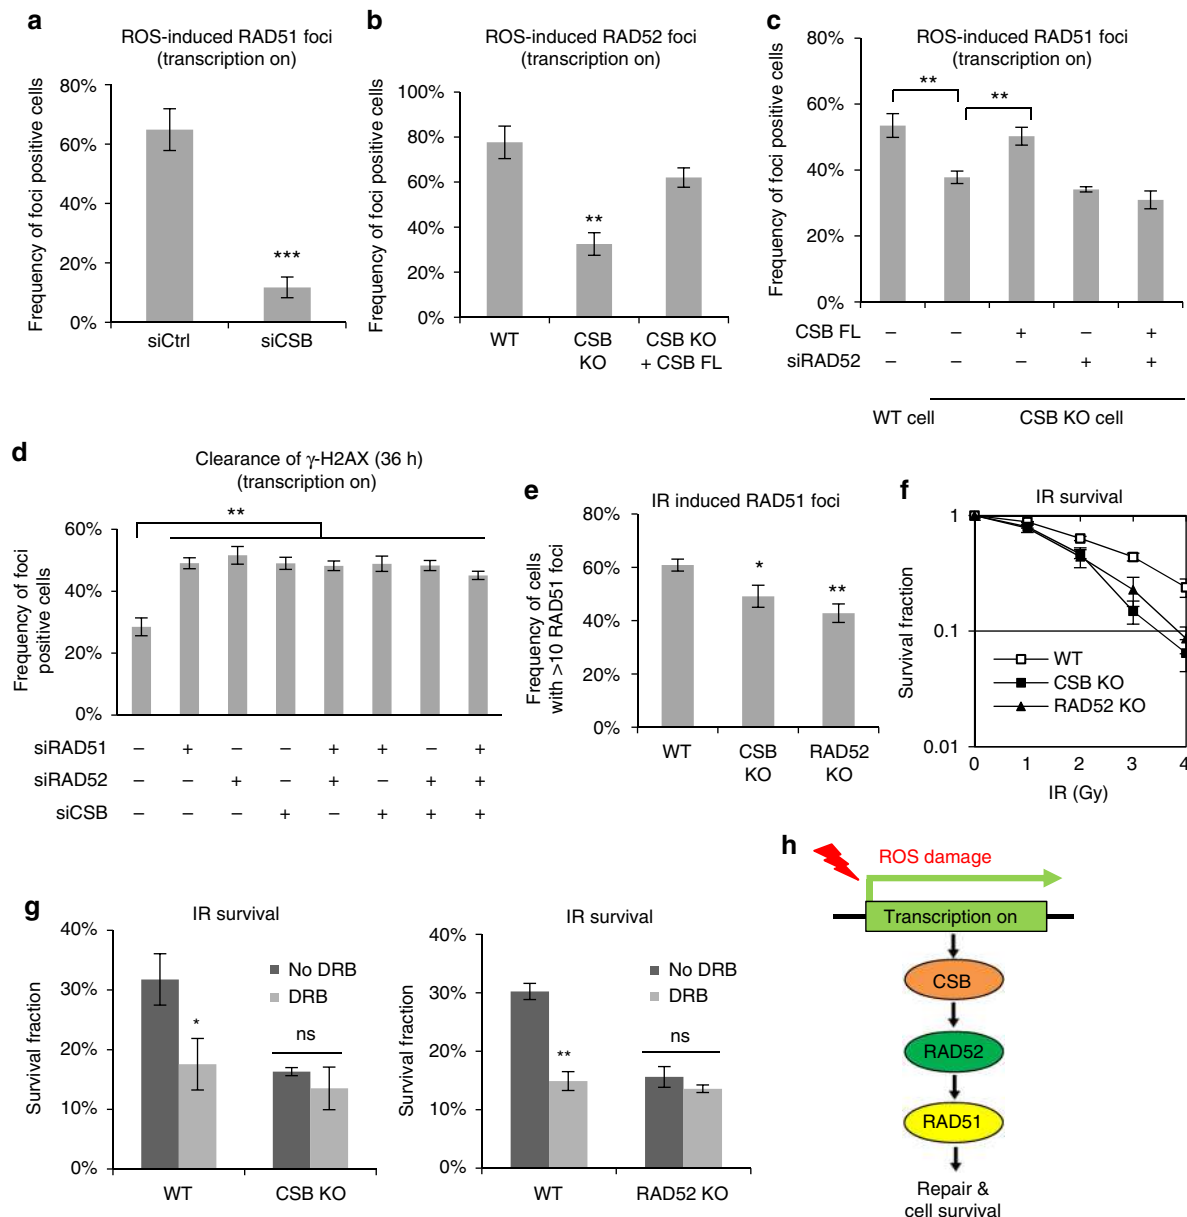 a
ROS-induced RAD51 foci
(transcription on)
Frequency of foci positive cells
80%
60%
40%
20%
0%
***
siCtrl
siCSB
b
ROS-induced RAD52 foci
(transcription on)
Frequency of foci positive cells
100%
80%
60%
40%
20%
0%
**
WT
CSB
KO
CSB KO
+ CSB FL
c
ROS-induced RAD51 foci
(transcription on)
Frequency of foci positive cells
80%
60%
40%
20%
0%
**
**
CSB FL – – + – +
siRAD52 – – – + +
WT cell
CSB KO cell
d
Clearance of γ-H2AX (36 h)
(transcription on)
Frequency of foci
positive cells
60%
40%
20%
0%
**
siRAD51 – + – – + + – +
siRAD52 – – + – + – + +
siCSB – – – + – + + +
e
IR induced RAD51 foci
Frequency of cells
with >10 RAD51 foci
80%
60%
40%
20%
0%
*
**
WT
CSB
KO
RAD52
KO
f
IR survival
Survival fraction
1
0.1
0.01
WT
CSB KO
RAD52 KO
0 1 2 3 4
IR (Gy)
g
IR survival
Survival fraction
40%
30%
20%
10%
0%
No DRB
DRB
*
ns
WT
CSB KO
IR survival
Survival fraction
40%
30%
20%
10%
0%
No DRB
DRB
**
ns
WT
RAD52 KO
h
ROS damage
Transcription on
CSB
RAD52
RAD51
Repair &
cell survival